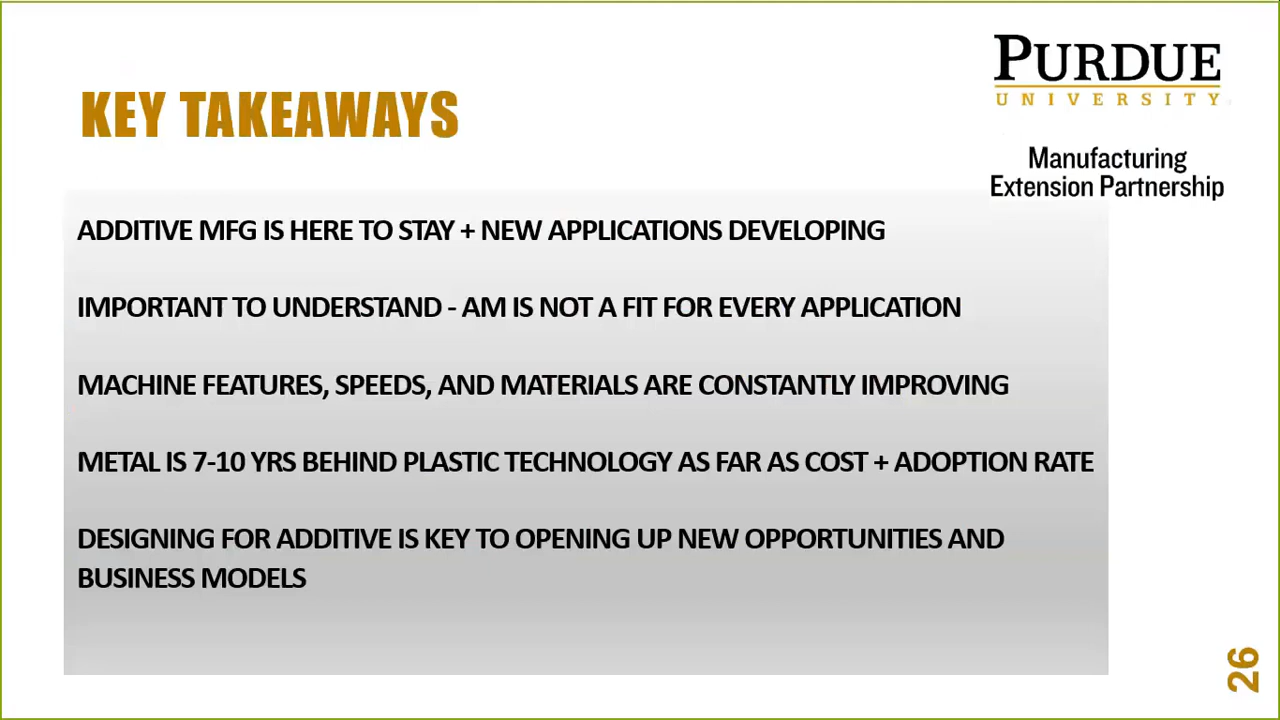 PURDUE
UNIVERSITY
Manufacturing
Extension Partnership
KEY TAKEAWAYS
ADDITIVE MFG IS HERE TO STAY + NEW APPLICATIONS DEVELOPING
IMPORTANT TO UNDERSTAND - AM IS NOT A FIT FOR EVERY APPLICATION
MACHINE FEATURES, SPEEDS, AND MATERIALS ARE CONSTANTLY IMPROVING
METAL IS 7-10 YRS BEHIND PLASTIC TECHNOLOGY AS FAR AS COST + ADOPTION RATE
DESIGNING FOR ADDITIVE IS KEY TO OPENING UP NEW OPPORTUNITIES AND
BUSINESS MODELS
26